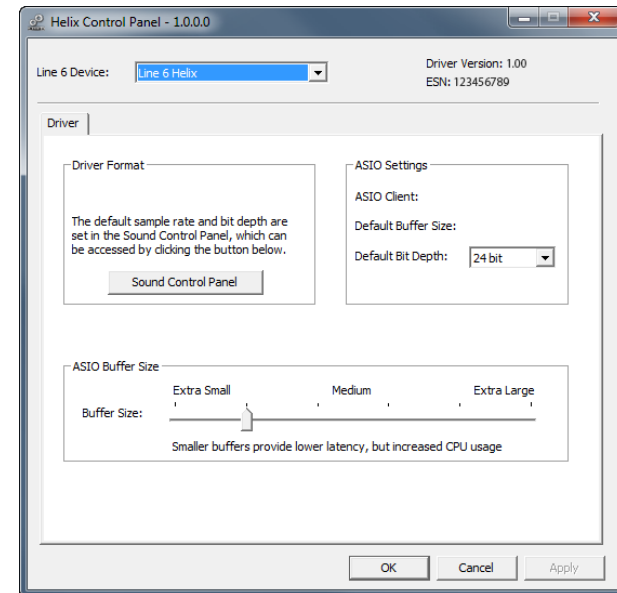 Helix Control Panel - 1.0.0.0
Line 6 Device:
Line 6 Helix
Driver Version: 1.00
ESN: 123456789
Driver
Driver Format
The default sample rate and bit depth are
set in the Sound Control Panel, which can
be accessed by clicking the button below.
Sound Control Panel
ASIO Settings
ASIO Client:
Default Buffer Size:
Default Bit Depth:
24 bit
ASIO Buffer Size
Extra Small
Medium
Extra Large
Buffer Size:
Smaller buffers provide lower latency, but increased CPU usage
OK
Cancel
Apply